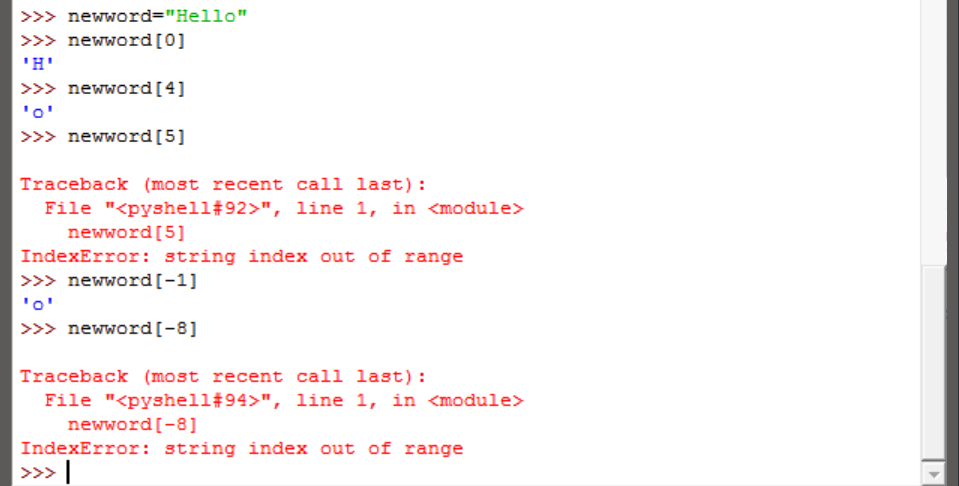 >>> newword="Hello"
>>> newword[0]
'H'
>>> newword[4]
'o'
>>> newword[5]
Traceback (most recent call last):
  File "<pyshell#92>", line 1, in <module>
    newword[5]
IndexError: string index out of range
>>> newword[-1]
'o'
>>> newword[-8]
Traceback (most recent call last):
  File "<pyshell#94>", line 1, in <module>
    newword[-8]
IndexError: string index out of range
>>>